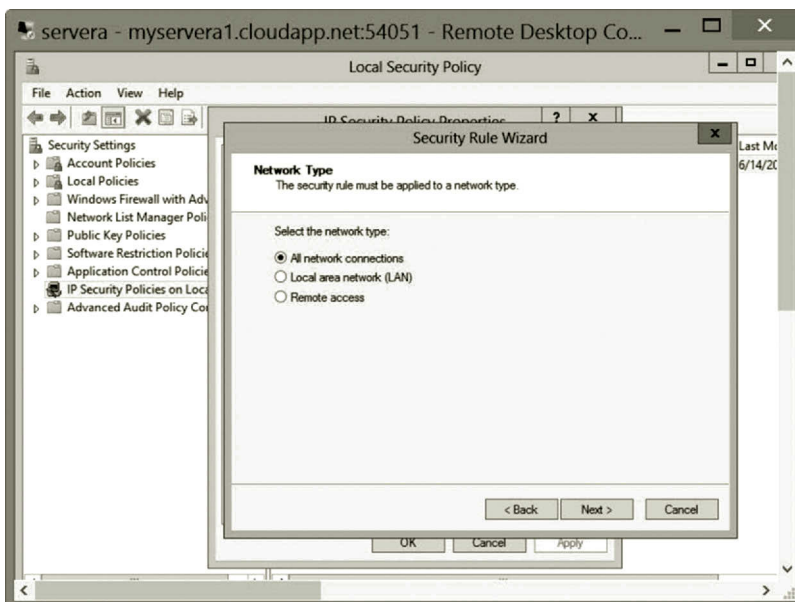 servera - myservera1.cloudapp.net:54051 - Remote Desktop Co...
Local Security Policy
File Action View Help
IP Security Policy Properties
Security Rule Wizard
Security Settings
Account Policies
Local Policies
Windows Firewall with Adv
Network List Manager Poli
Public Key Policies
Software Restriction Policie
Application Control Policie
IP Security Policies on Loca
Advanced Audit Policy Co
Last Mo
6/14/20
Network Type
The security rule must be applied to a network type.
Select the network type:
All network connections
Local area network (LAN)
Remote access
< Back Next > Cancel
OK Cancel Apply